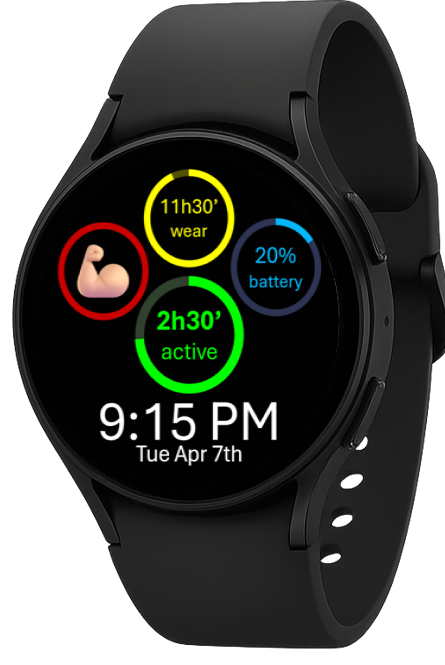 11h30’
wear
20%
battery
2h30’
active
9:15 PM
Tue Apr 7th